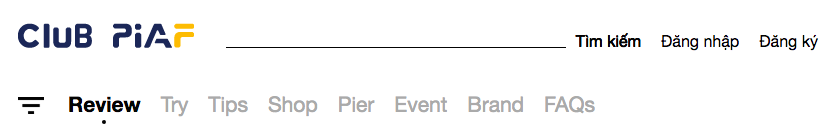 CluB PiAF Tìm kiếm Đăng nhập Đăng ký
Review Try Tips Shop Pier Event Brand FAQs